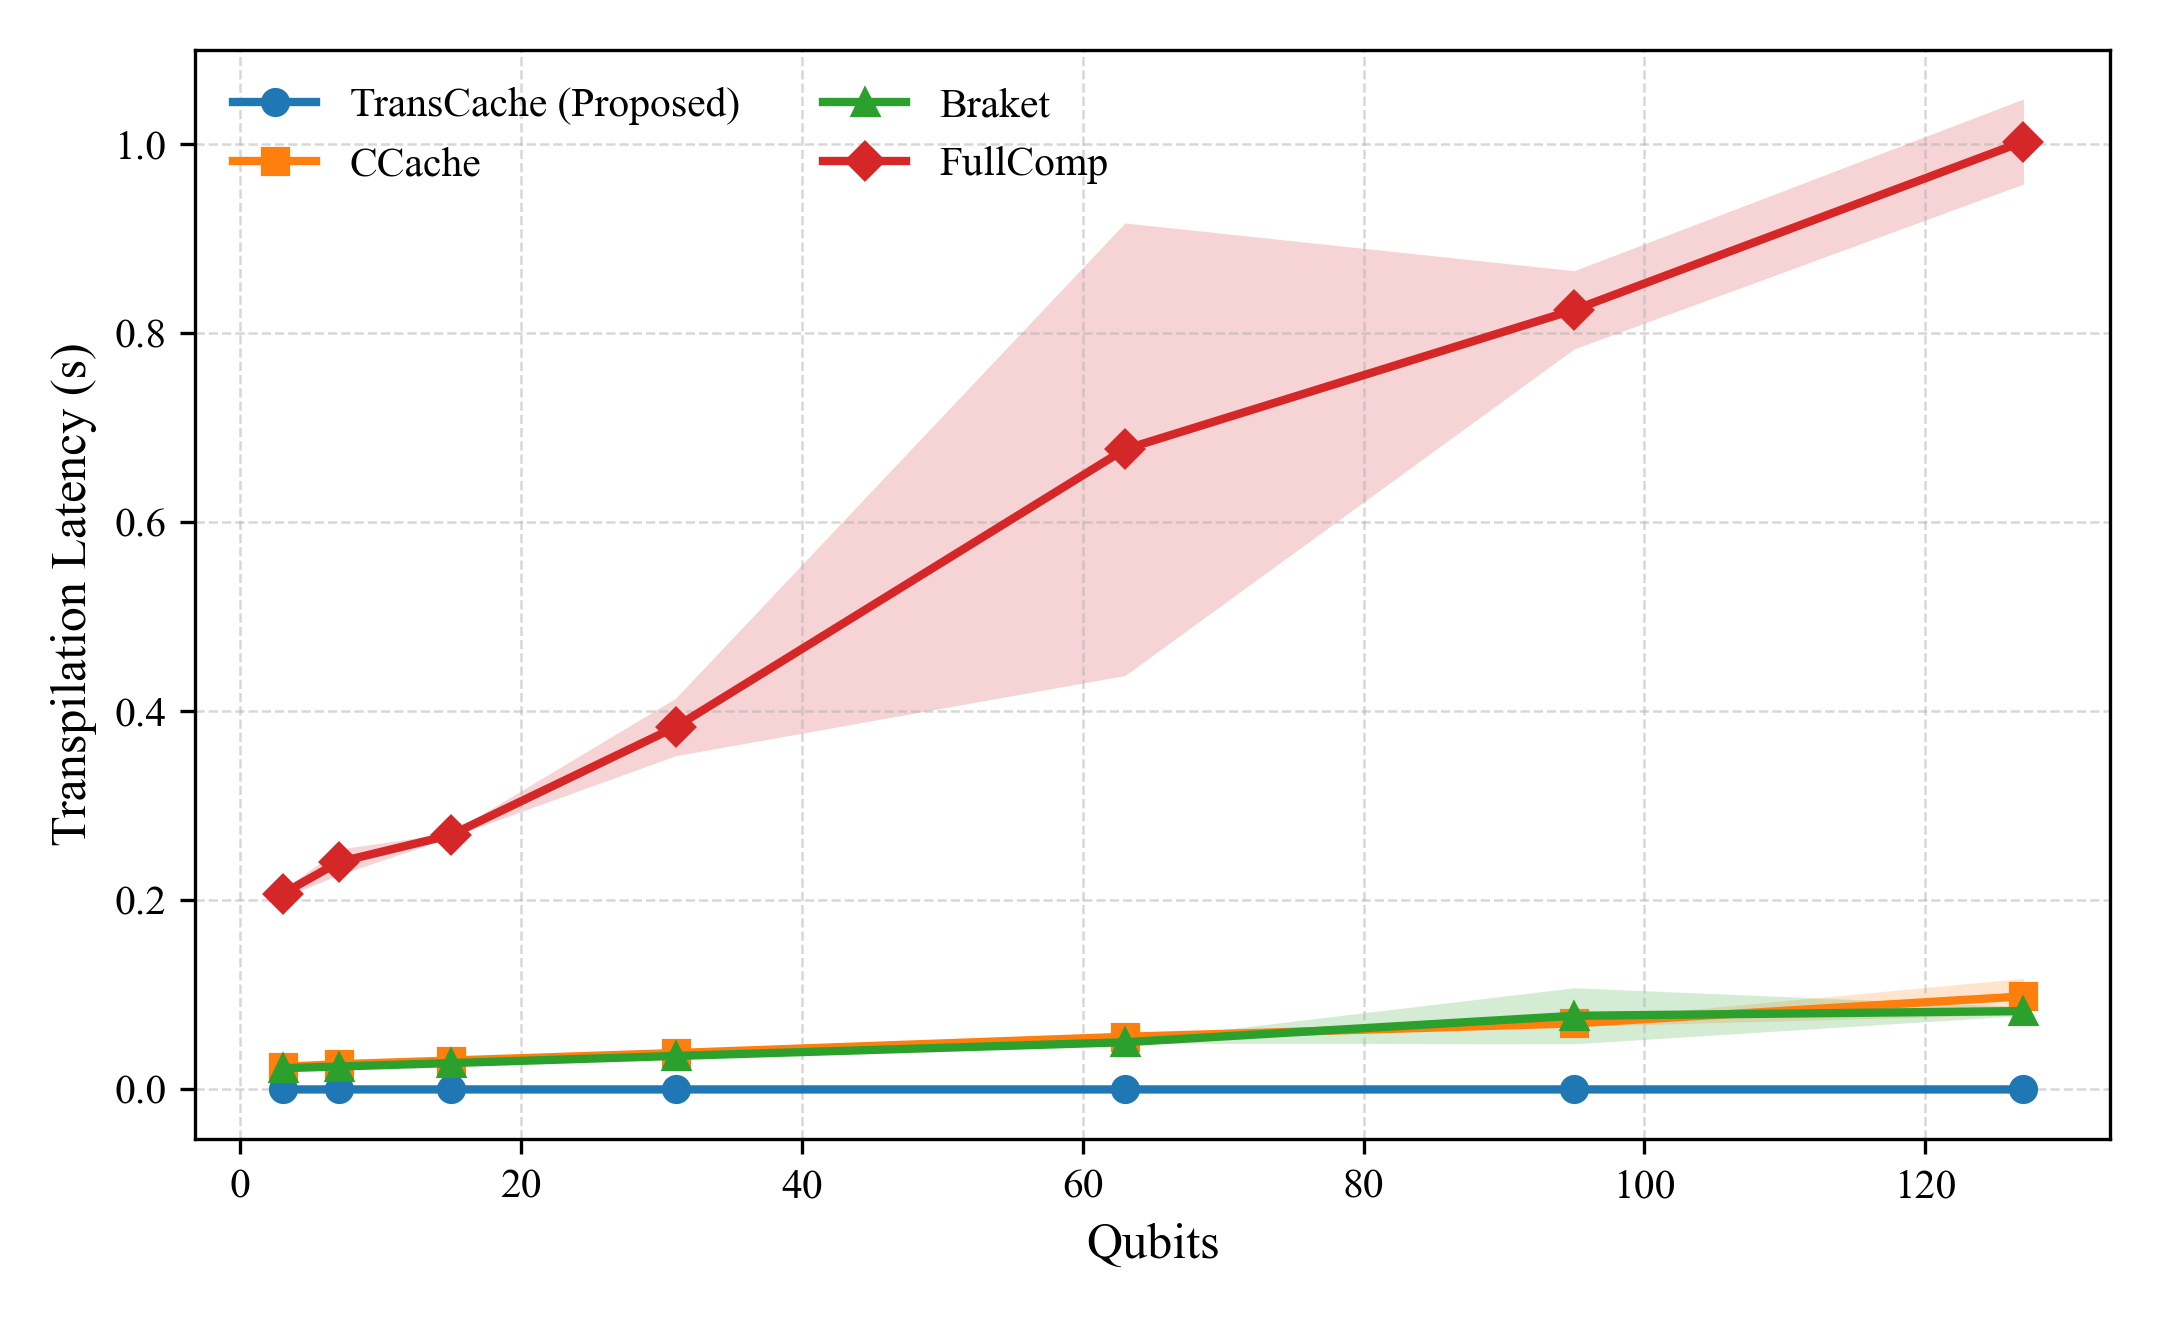 TransCache (Proposed)
CCache
Braket
FullComp
Transpilation Latency (s)
1.0
0.8
0.6
0.4
0.2
0.0
0 20 40 60 80 100 120
Qubits